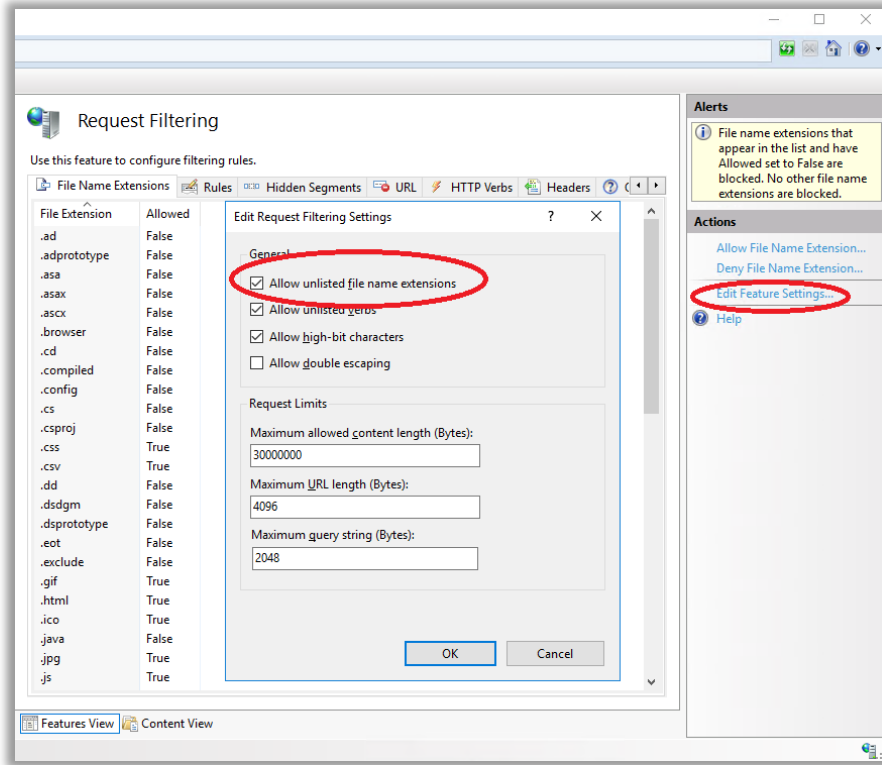 Request Filtering
Use this feature to configure filtering rules.
File Name Extensions Rules Hidden Segments URL HTTP Verbs Headers
File Extension Allowed
.ad False
.adprototype False
.asa False
.asax False
.ascx False
.browser False
.cd False
.compiled False
.config False
.cs False
.csproj False
.css True
.csv True
.dd False
.dsdgm False
.dsprototype False
.eot False
.exclude False
.gif True
.html True
.ico True
.java False
.jpg True
.js True
Edit Request Filtering Settings ? X
General
Allow unlisted file name extensions
Allow unlisted verbs
Allow high-bit characters
Allow double escaping
Request Limits
Maximum allowed content length (Bytes):
30000000
Maximum URL length (Bytes):
4096
Maximum query string (Bytes):
2048
OK Cancel
Alerts
File name extensions that
appear in the list and have
Allowed set to False are
blocked. No other file name
extensions are blocked.
Actions
Allow File Name Extension...
Deny File Name Extension...
Edit Feature Settings...
Help
Features View Content View